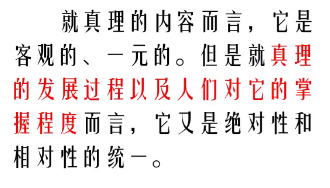 就真理的内容而言，它是
客观的、一元的。但是就真理
的发展过程以及人们对它的掌
握程度而言，它又是绝对性和
相对性的统一。